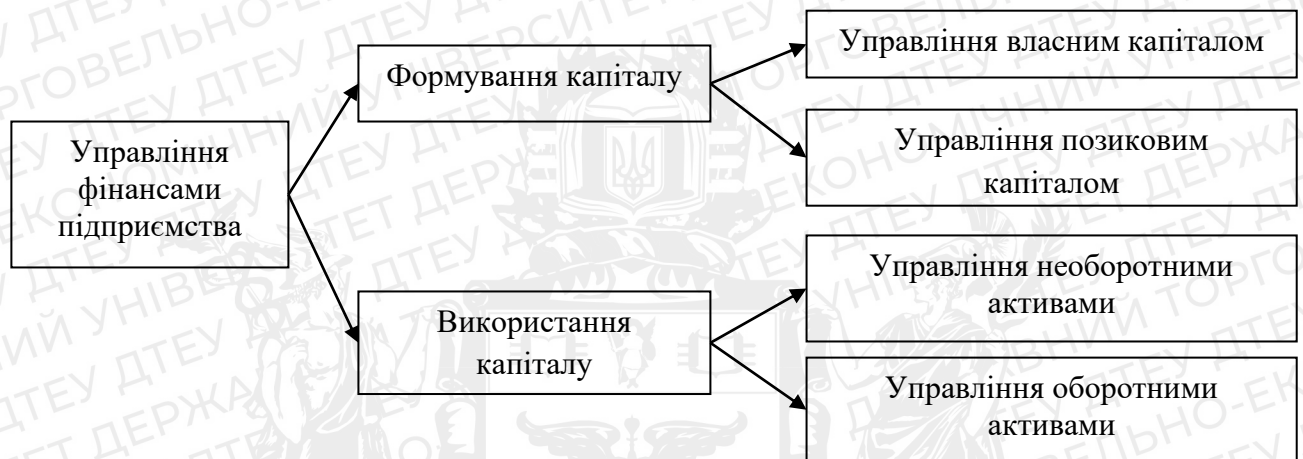 Управління власним капіталом
Формування капіталу
Управління
фінансами
підприємства
Управління позиковим
капіталом
Управління необоротними
активами
Використання
капіталу
Управління оборотними
активами